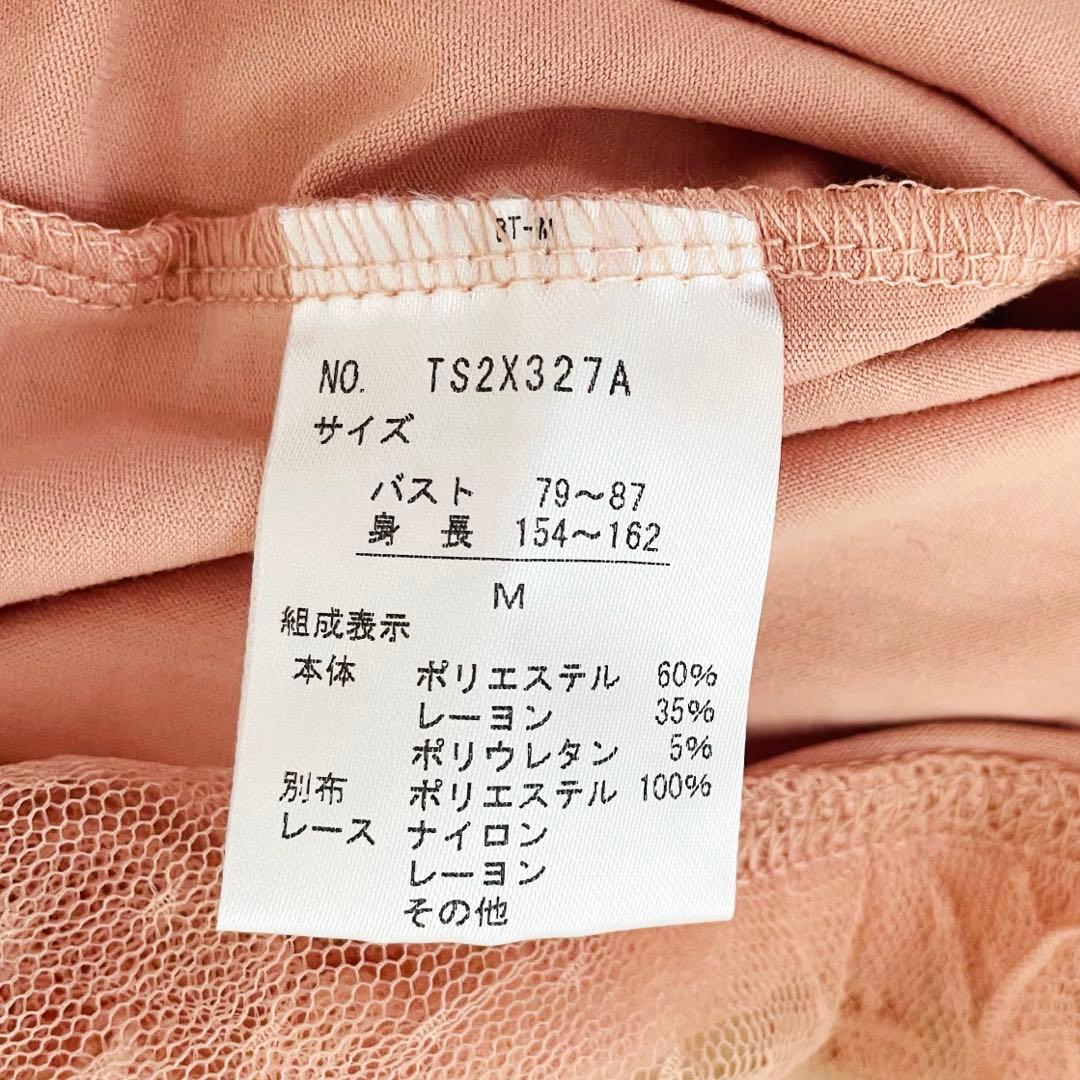 NO. TS2X327A
サイズ
バスト 79～87
身長 154～162
M
組成表示
本体 ポリエステル 60%
レーヨン 35%
ポリウレタン 5%
別布 ポリエステル 100%
レース ナイロン
レーヨン
その他